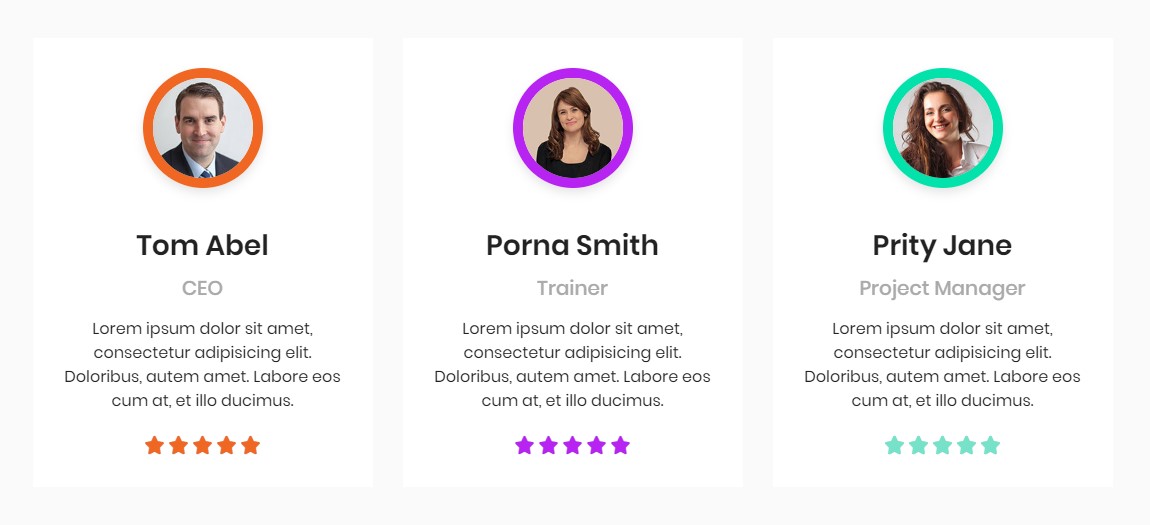 Tom Abel
CEO
Lorem ipsum dolor sit amet,
consectetur adipisicing elit.
Doloribus, autem amet. Labore eos
cum at, et illo ducimus.
Porna Smith
Trainer
Lorem ipsum dolor sit amet,
consectetur adipisicing elit.
Doloribus, autem amet. Labore eos
cum at, et illo ducimus.
Prity Jane
Project Manager
Lorem ipsum dolor sit amet,
consectetur adipisicing elit.
Doloribus, autem amet. Labore eos
cum at, et illo ducimus.